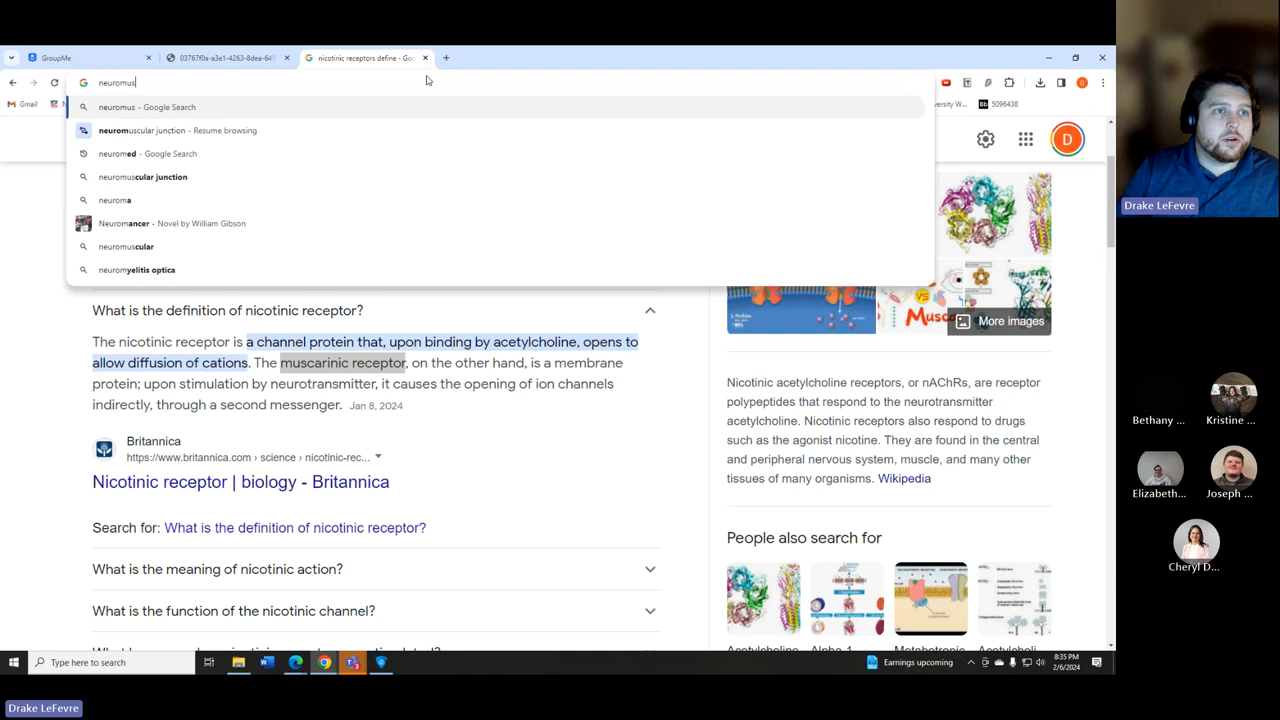 GroupMe
03767f0a-a3e1-4263-8dea-645
nicotinic receptors define - Goo
neuromus
Gmail
neuromus - Google Search
neuromuscular junction - Resume browsing
neuromed - Google Search
neuromuscular junction
neuroma
Neuromancer - Novel by William Gibson
neuromuscular
neuromyelitis optica
iversity W...
5096438
D
D
VS
Musca
More images
What is the definition of nicotinic receptor?
The nicotinic receptor is a channel protein that, upon binding by acetylcholine, opens to
allow diffusion of cations. The muscarinic receptor, on the other hand, is a membrane
protein; upon stimulation by neurotransmitter, it causes the opening of ion channels
indirectly, through a second messenger. Jan 8, 2024
Britannica
https://www.britannica.com › science › nicotinic-rec...
Nicotinic receptor | biology - Britannica
Search for: What is the definition of nicotinic receptor?
What is the meaning of nicotinic action?
What is the function of the nicotinic channel?
Nicotinic acetylcholine receptors, or nAChRs, are receptor
polypeptides that respond to the neurotransmitter
acetylcholine. Nicotinic receptors also respond to drugs
such as the agonist nicotine. They are found in the central
and peripheral nervous system, muscle, and many other
tissues of many organisms. Wikipedia
People also search for
Type here to search
Earnings upcoming
8:35 PM
2/6/2024
Drake LeFevre
Bethany ...
Kristine ...
Elizabeth...
Joseph ...
Cheryl D...
Drake LeFevre